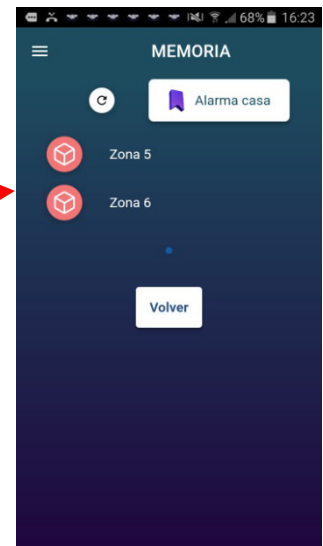 68% 16:23
MEMORIA
Alarma casa
Zona 5
Zona 6
Volver